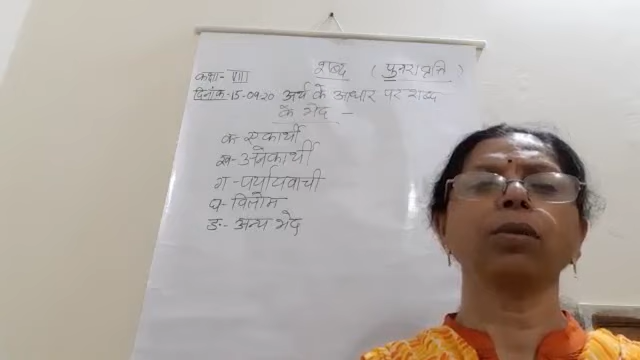 शब्द ( पुनरावृत्ति )
कक्षा- VIII
दिनांक-15-09-20 अर्थ के आधार पर शब्द
के भेद -
क- एकार्थी
ख- अनेकार्थी
ग - पर्यायवाची
घ- विलोम
ङ- अन्य भेद